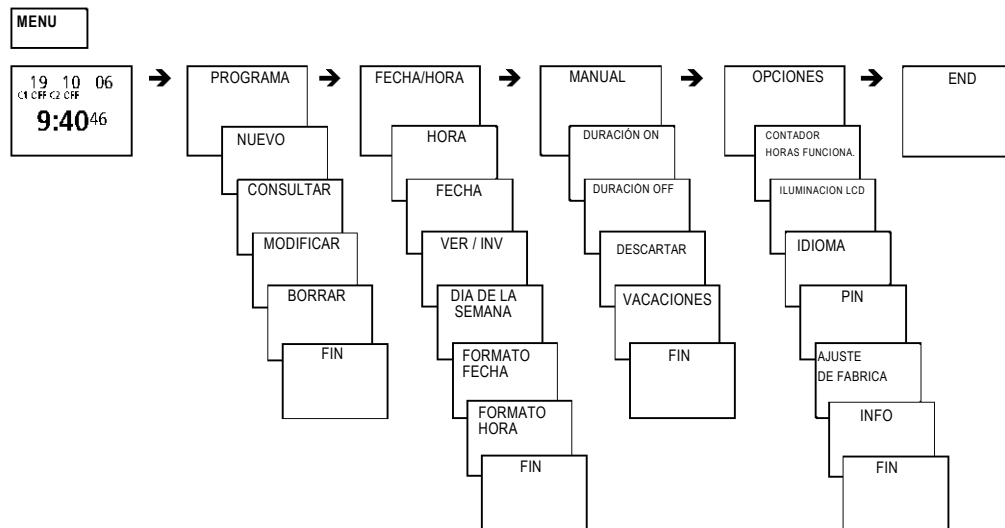 MENU
19 10 06
C1 OFF C2 OFF
9:40 46
PROGRAMA
NUEVO
CONSULTAR
MODIFICAR
BORRAR
FIN
FECHA/HORA
HORA
FECHA
VER / INV
DIA DE LA
SEMANA
FORMATO
FECHA
FORMATO
HORA
FIN
MANUAL
DURACIÓN ON
DURACIÓN OFF
DESCARTAR
VACACIONES
FIN
OPCIONES
CONTADOR
HORAS FUNCIONA.
ILUMINACION LCD
IDIOMA
PIN
AJUSTE
DE FABRICA
INFO
FIN
END